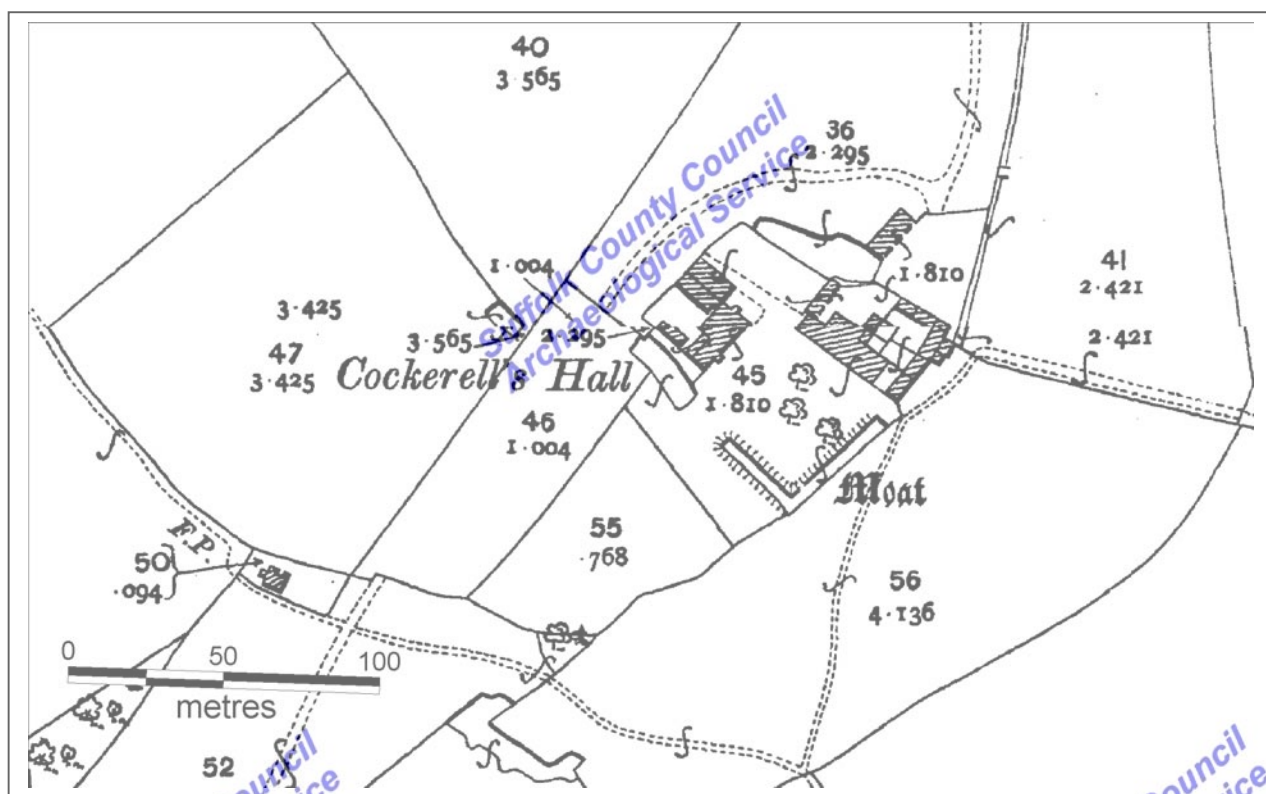 40
3·565
36
2·295
Suffolk County Council
Archaeological Service
1·004
1·810
41
2·421
3·425
3·565
2·295
2·421
47
3·425
Cockerell's Hall
45
1·810
46
1·004
Moat
F.P.
55
·768
50
·094
56
4·136
0 50 100
metres
52
Council
Service
Council
Service